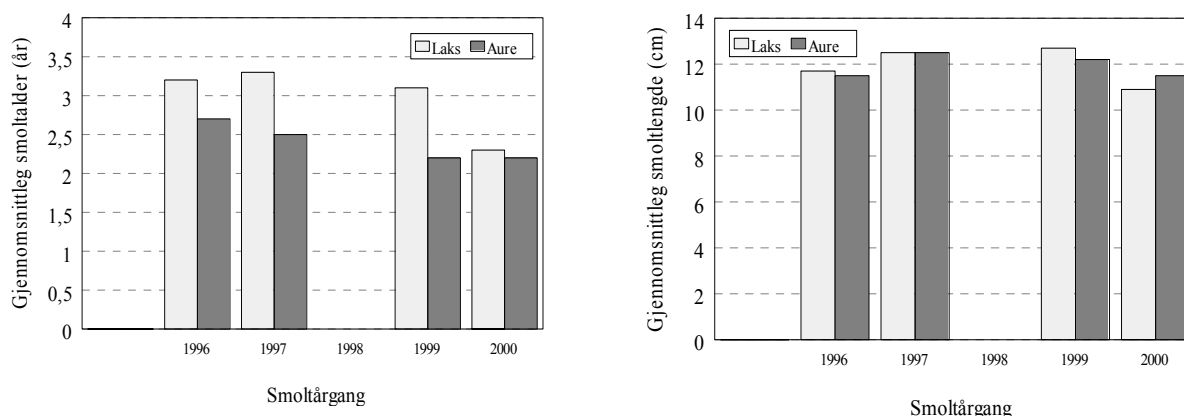 Gjennomsnittleg smoltalder (år)
4
3,5
3
2,5
2
1,5
1
0,5
0
Laks Aure
1996 1997 1998 1999 2000
Smoltårgang
Gjennomsnittleg smoltlengde (cm)
14
12
10
8
6
4
2
0
Laks Aure
1996 1997 1998 1999 2000
Smoltårgang